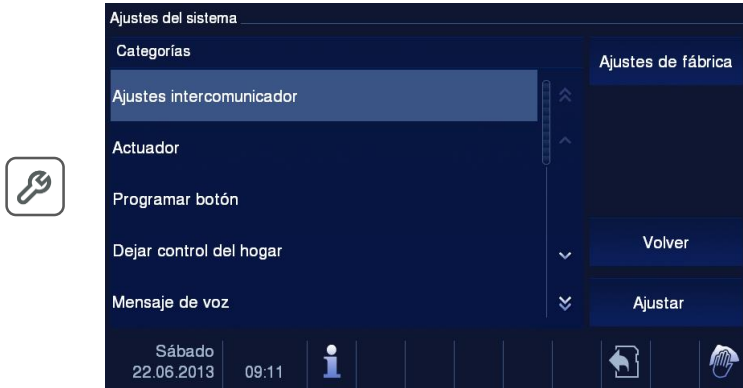 Ajustes del sistema
Categorías
Ajustes de fábrica
Ajustes intercomunicador
Actuador
Programar botón
Dejar control del hogar
Volver
Mensaje de voz
Ajustar
Sábado
22.06.2013 09:11